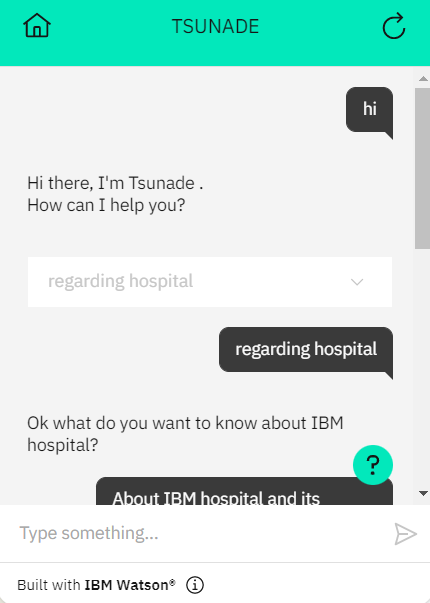 TSUNADE
hi
Hi there, I'm Tsunade .
How can I help you?
regarding hospital
regarding hospital
Ok what do you want to know about IBM
hospital?
?
About IBM hospital and its
Type something...
Built with IBM Watson®